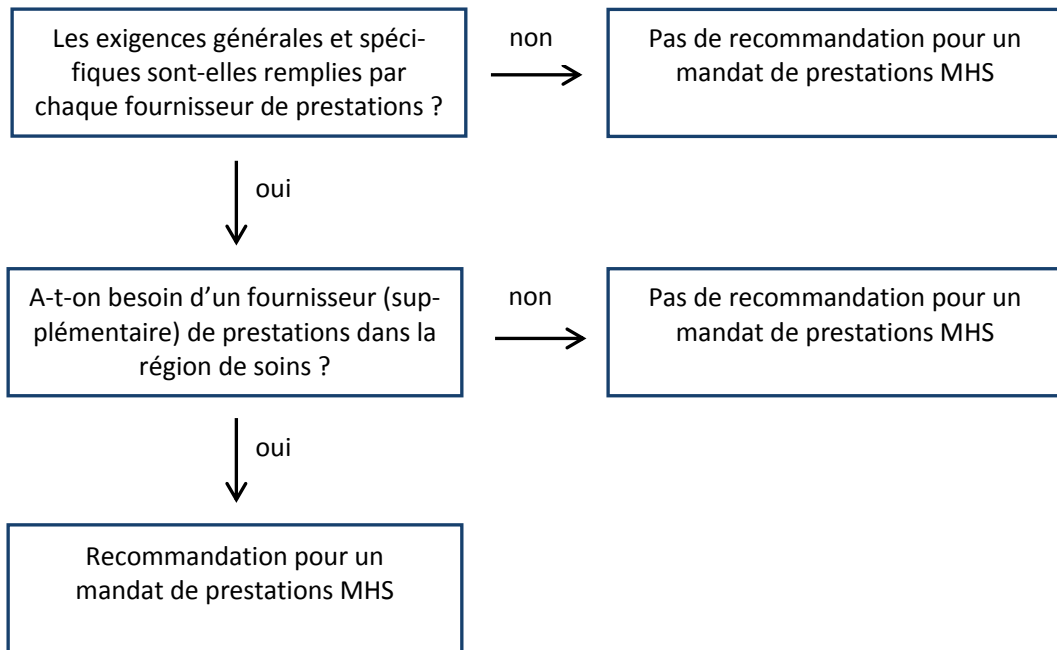 Les exigences générales et spéci-
fiques sont-elles remplies par
chaque fournisseur de prestations ?
non
Pas de recommandation pour un
mandat de prestations MHS
oui
A-t-on besoin d’un fournisseur (sup-
plémentaire) de prestations dans la
région de soins ?
non
Pas de recommandation pour un
mandat de prestations MHS
oui
Recommandation pour un
mandat de prestations MHS